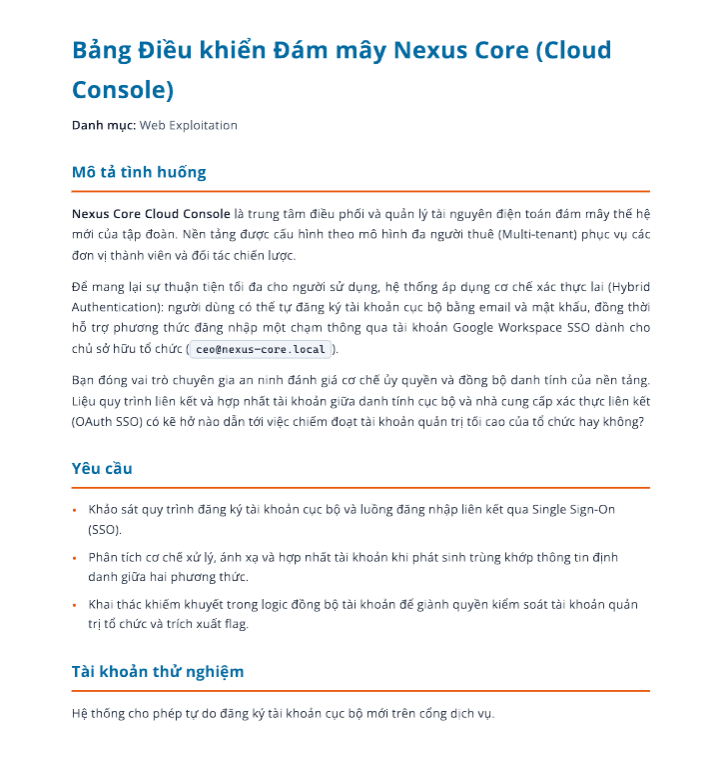 Bảng Điều khiển Đám mây Nexus Core (Cloud
Console)
Danh mục: Web Exploitation
Mô tả tình huống
Nexus Core Cloud Console là trung tâm điều phối và quản lý tài nguyên điện toán đám mây thế hệ
mới của tập đoàn. Nền tảng được cấu hình theo mô hình đa người thuê (Multi-tenant) phục vụ các
đơn vị thành viên và đối tác chiến lược.
Để mang lại sự thuận tiện tối đa cho người sử dụng, hệ thống áp dụng cơ chế xác thực lai (Hybrid
Authentication): người dùng có thể tự đăng ký tài khoản cục bộ bằng email và mật khẩu, đồng thời
hỗ trợ phương thức đăng nhập một chạm thông qua tài khoản Google Workspace SSO dành cho
chủ sở hữu tổ chức ( ceo@nexus-core.local ).
Bạn đóng vai trò chuyên gia an ninh đánh giá cơ chế ủy quyền và đồng bộ danh tính của nền tảng.
Liệu quy trình liên kết và hợp nhất tài khoản giữa danh tính cục bộ và nhà cung cấp xác thực liên kết
(OAuth SSO) có kẽ hở nào dẫn tới việc chiếm đoạt tài khoản quản trị tối cao của tổ chức hay không?
Yêu cầu
• Khảo sát quy trình đăng ký tài khoản cục bộ và luồng đăng nhập liên kết qua Single Sign-On
(SSO).
• Phân tích cơ chế xử lý, ánh xạ và hợp nhất tài khoản khi phát sinh trùng khớp thông tin định
danh giữa hai phương thức.
• Khai thác khiếm khuyết trong logic đồng bộ tài khoản để giành quyền kiểm soát tài khoản quản
trị tổ chức và trích xuất flag.
Tài khoản thử nghiệm
Hệ thống cho phép tự do đăng ký tài khoản cục bộ mới trên cổng dịch vụ.